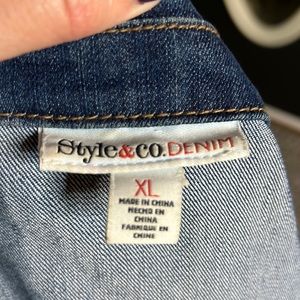 Style&co.DENIM
XL
MADE IN CHINA
HECHO EN
CHINA
FABRIQUE EN
CHINE